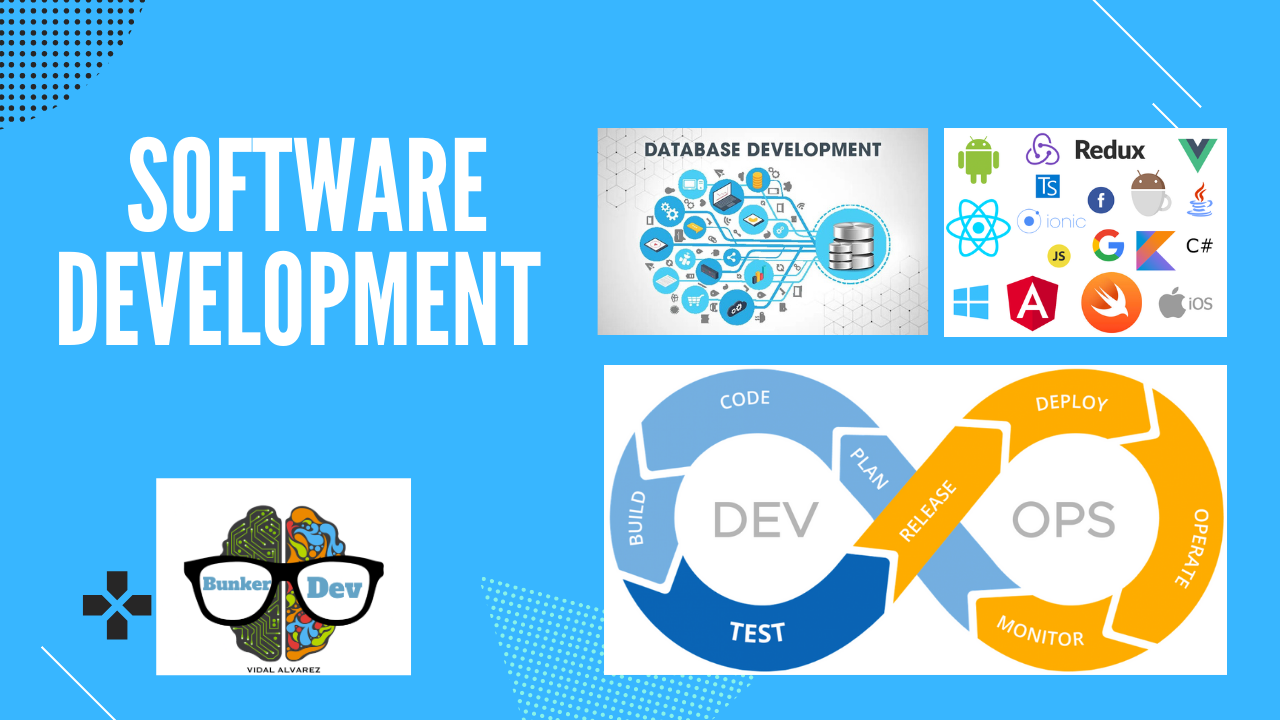 SOFTWARE
DEVELOPMENT
DATABASE DEVELOPMENT
Redux
TS
f
ionic
G
JS
C#
A
iOS
CODE
PLAN
BUILD
TEST
DEV
RELEASE
DEPLOY
OPERATE
MONITOR
OPS
Bunker Dev
VIDAL ALVAREZ